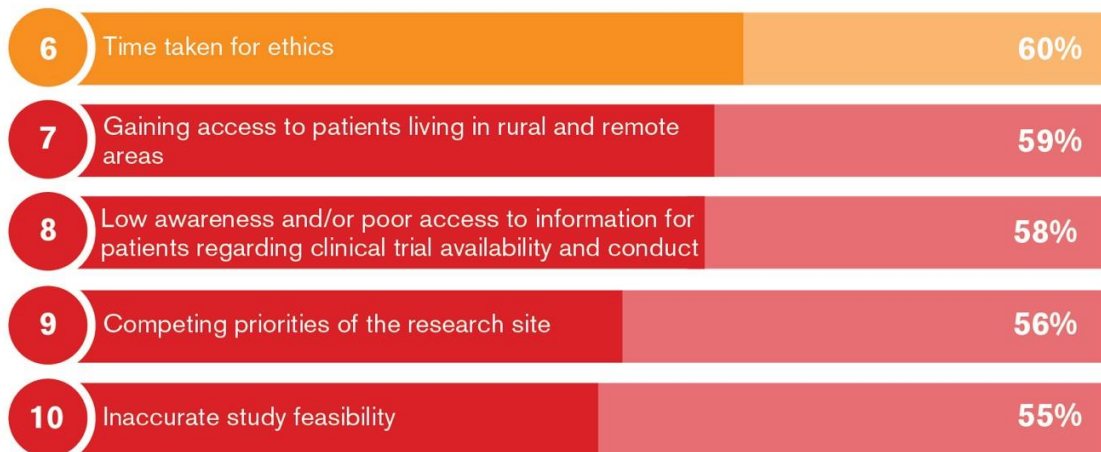 6 Time taken for ethics 60%
7 Gaining access to patients living in rural and remote
areas 59%
8 Low awareness and/or poor access to information for
patients regarding clinical trial availability and conduct 58%
9 Competing priorities of the research site 56%
10 Inaccurate study feasibility 55%